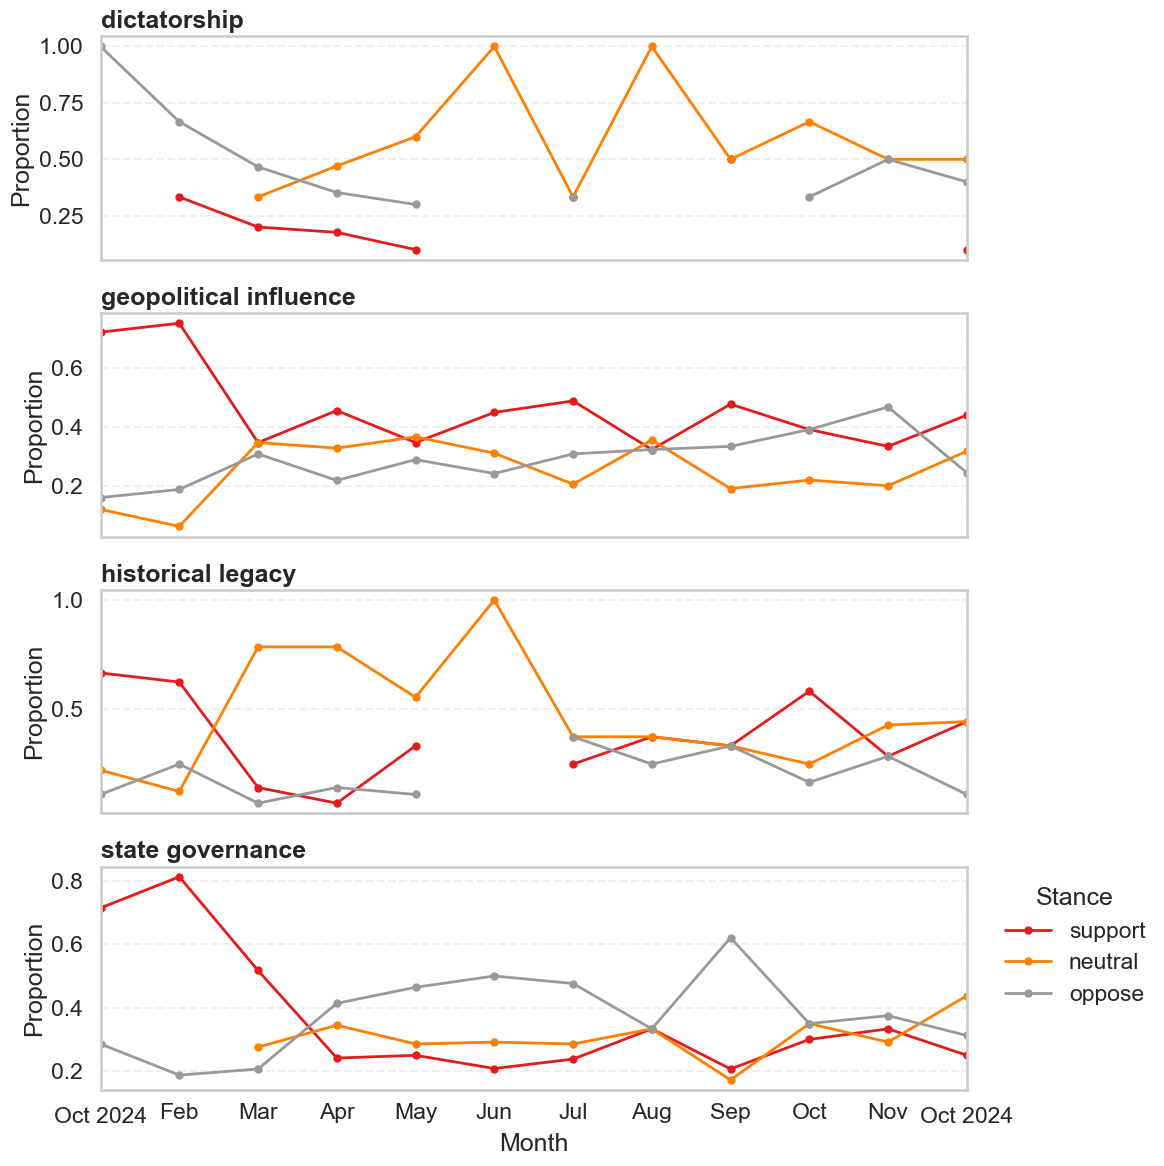 dictatorship
1.00
0.75
0.50
0.25
Proportion
geopolitical influence
0.6
0.4
0.2
Proportion
historical legacy
1.0
0.5
Proportion
state governance
0.8
0.6
0.4
0.2
Proportion
Oct 2024 Feb Mar Apr May Jun Jul Aug Sep Oct Nov Oct 2024
Month
Stance
support
neutral
oppose